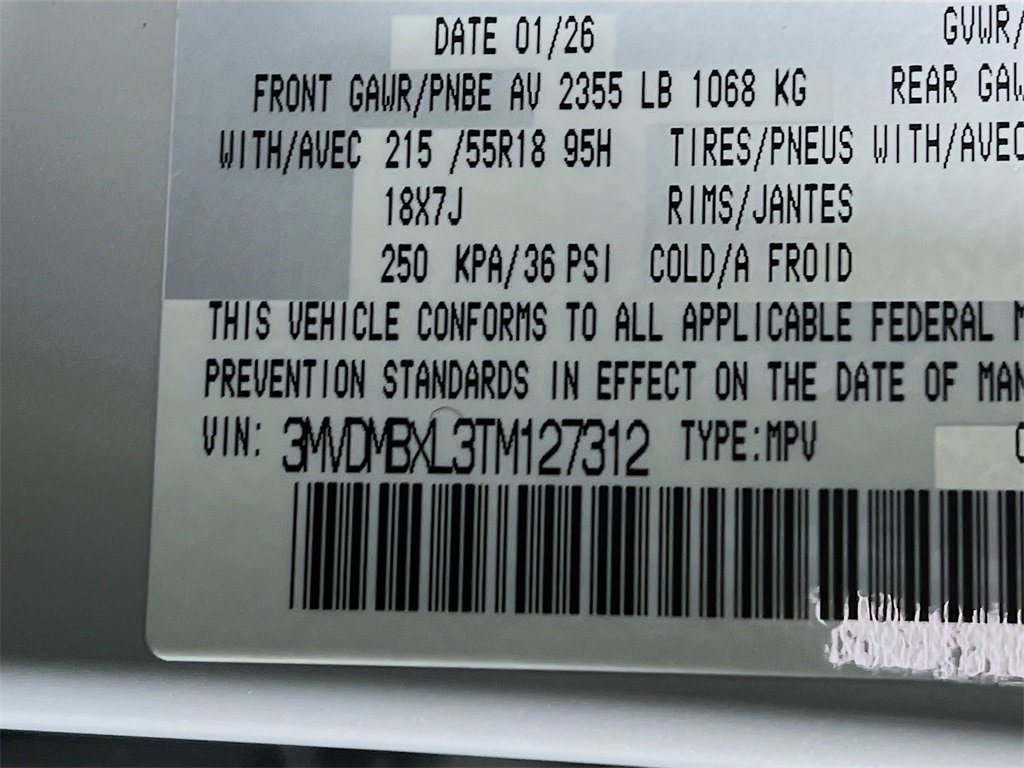 DATE 01/26 GVWR/
FRONT GAWR/PNBE AV 2355 LB 1068 KG REAR GAW
WITH/AVEC 215 /55R18 95H TIRES/PNEUS WITH/AVEC
18X7J RIMS/JANTES
250 KPA/36 PSI COLD/A FROID
THIS VEHICLE CONFORMS TO ALL APPLICABLE FEDERAL M
PREVENTION STANDARDS IN EFFECT ON THE DATE OF MAN
VIN: 3MVDMBXL3TM127312 TYPE:MPV